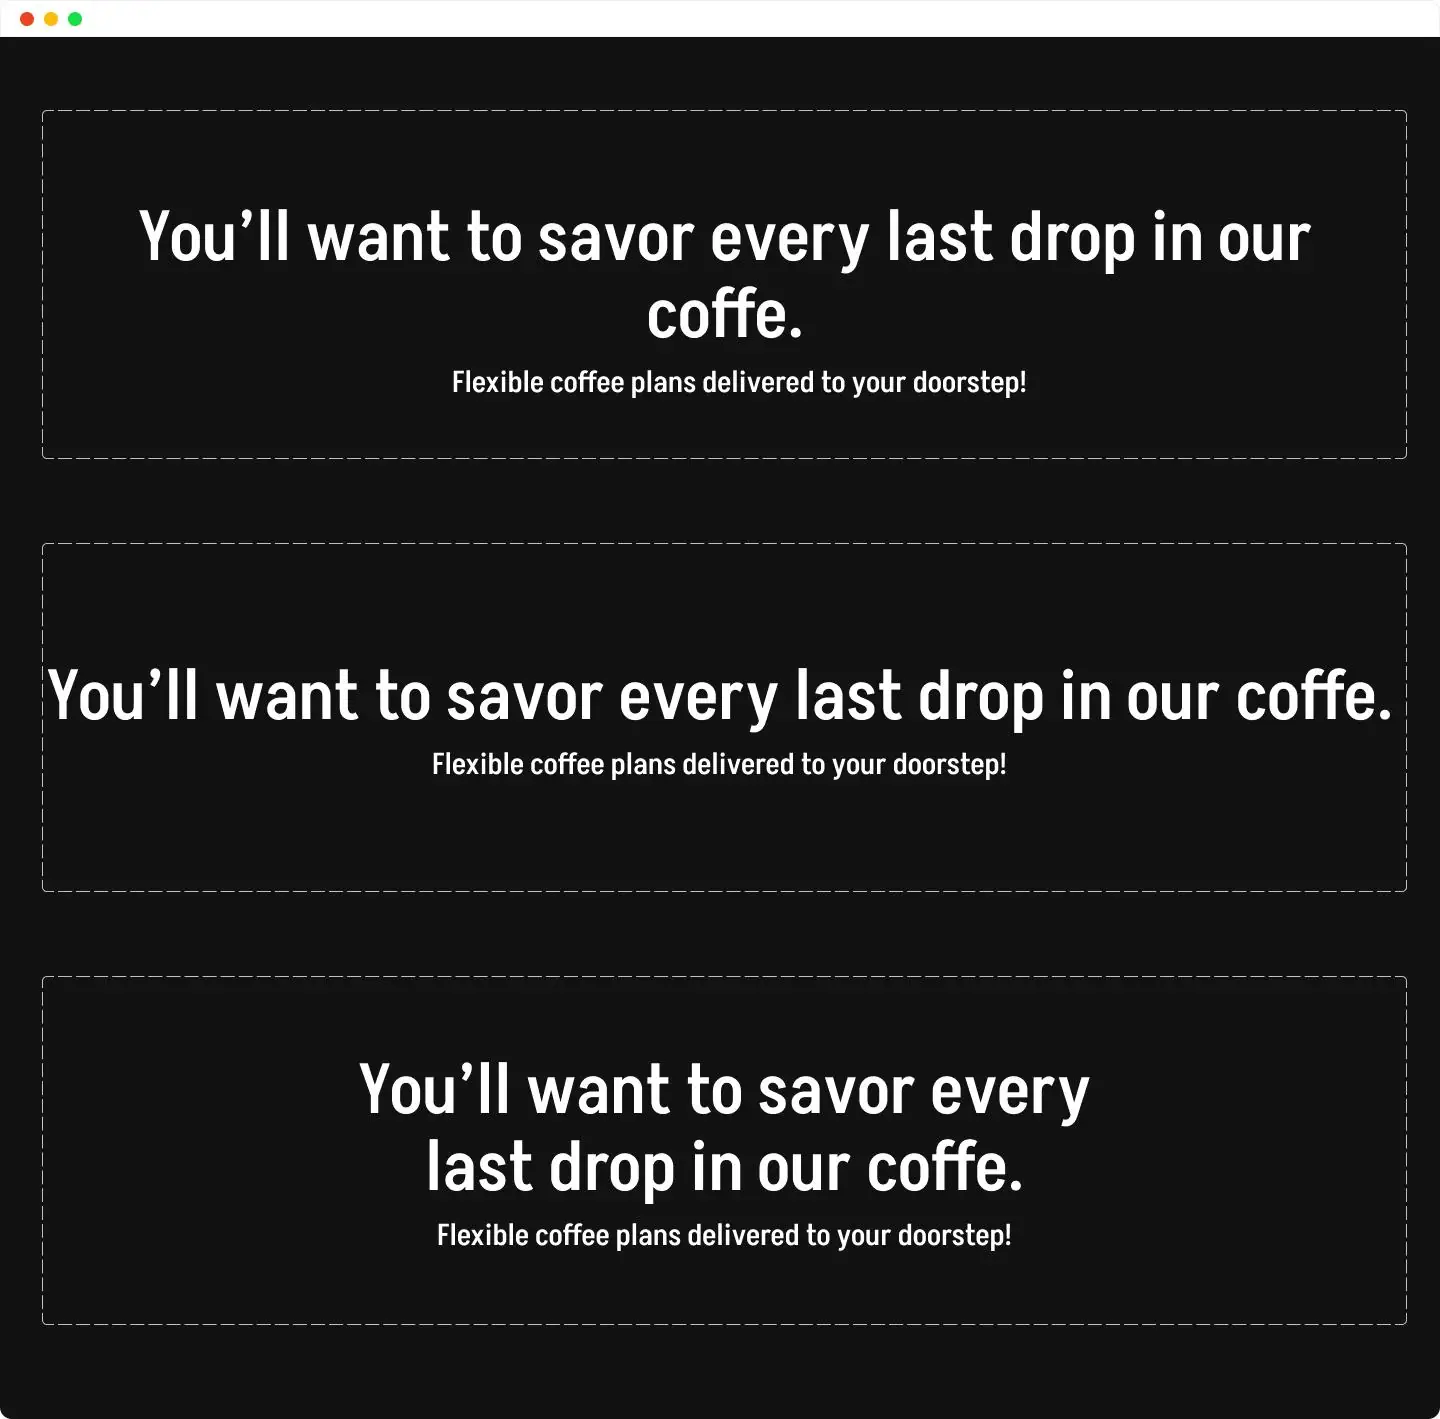 You’ll want to savor every last drop in our
coffe.
Flexible coffee plans delivered to your doorstep!
You’ll want to savor every last drop in our coffe.
Flexible coffee plans delivered to your doorstep!
You’ll want to savor every
last drop in our coffe.
Flexible coffee plans delivered to your doorstep!